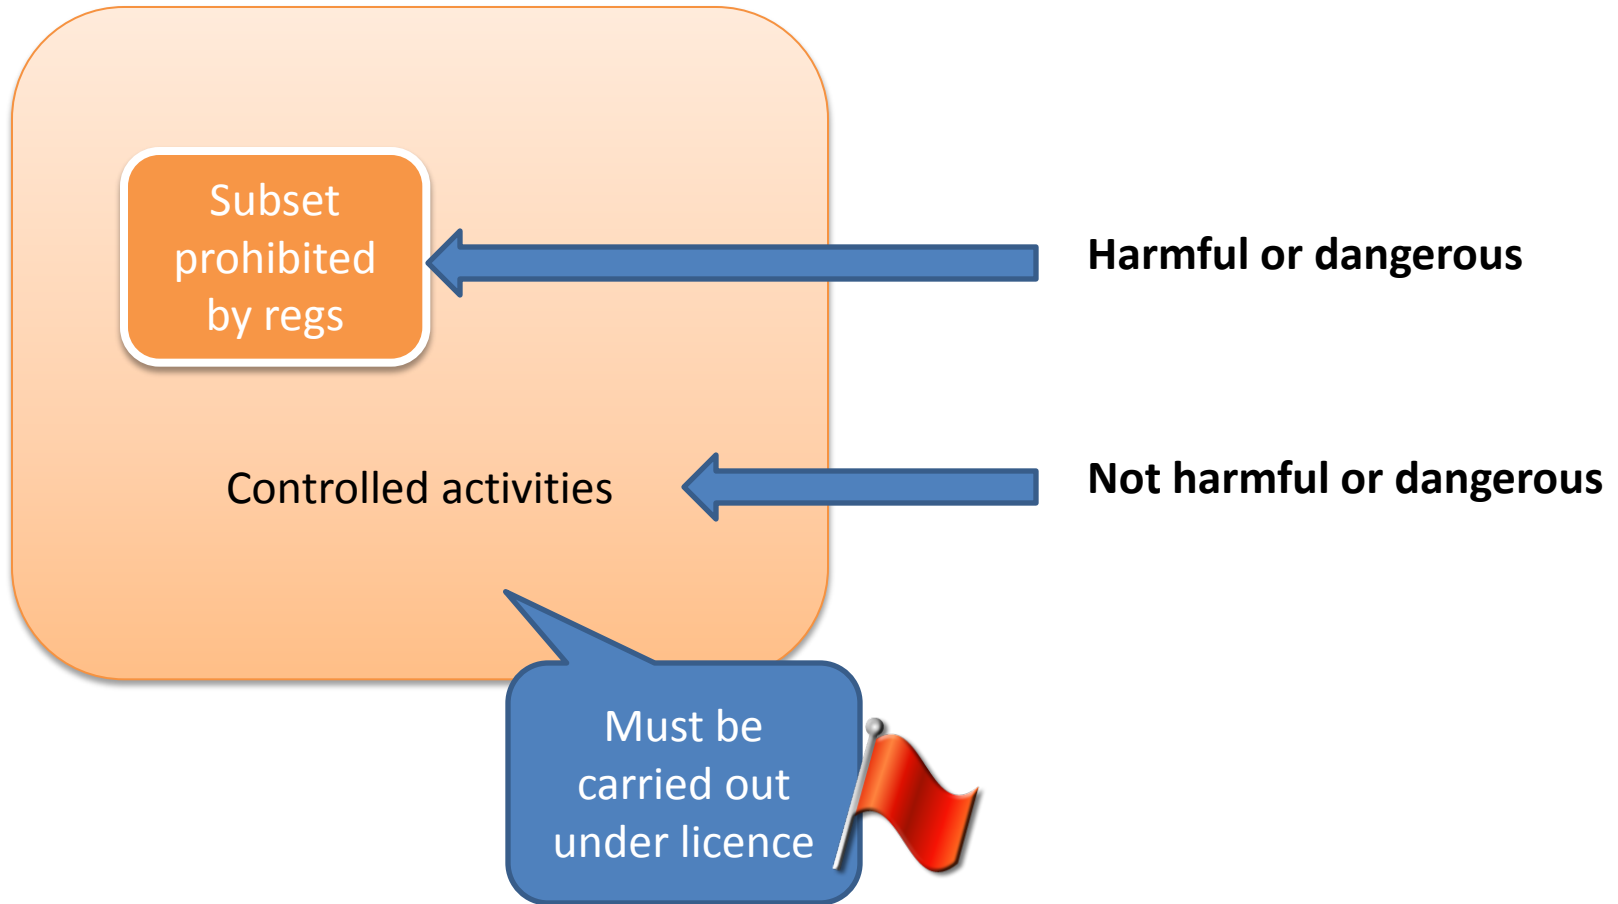 Subset
prohibited
by regs
Harmful or dangerous
Controlled activities
Not harmful or dangerous
Must be
carried out
under licence